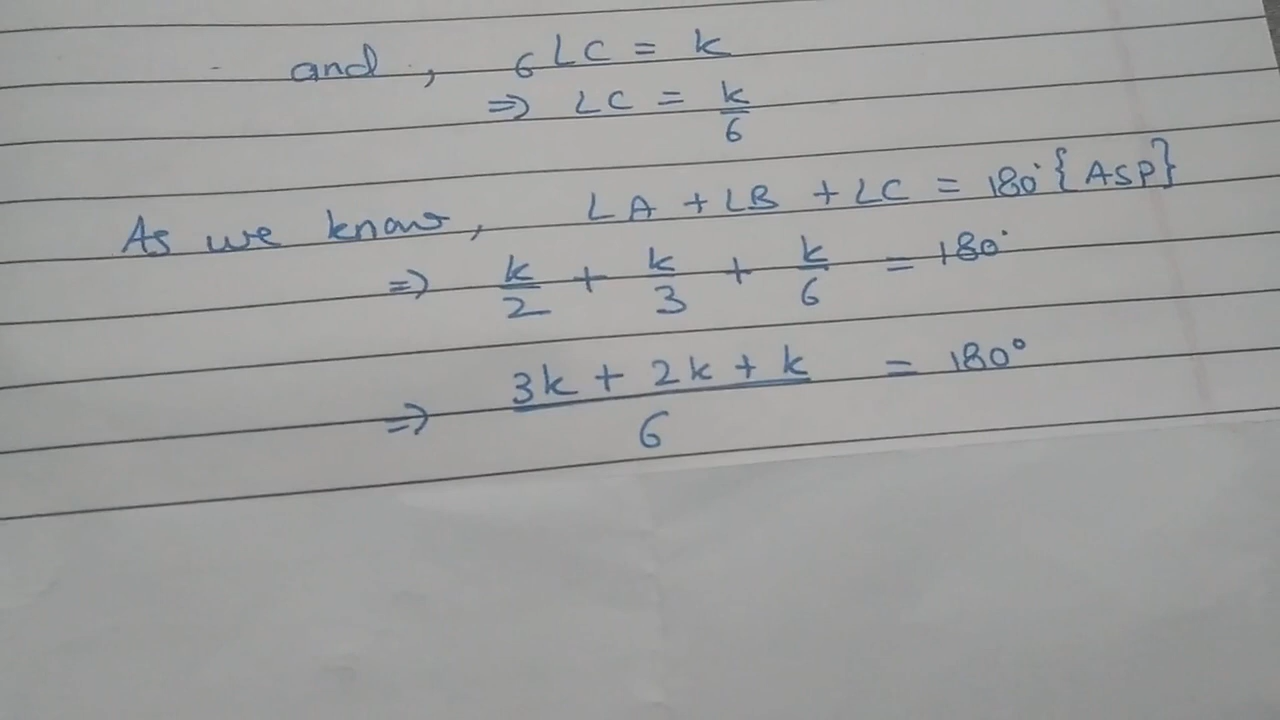 and , 6∠C = k
⇒ ∠C = k/6
As we know, ∠A + ∠B + ∠C = 180° {ASP}
⇒ k/2 + k/3 + k/6 = 180°
⇒ (3k + 2k + k)/6 = 180°